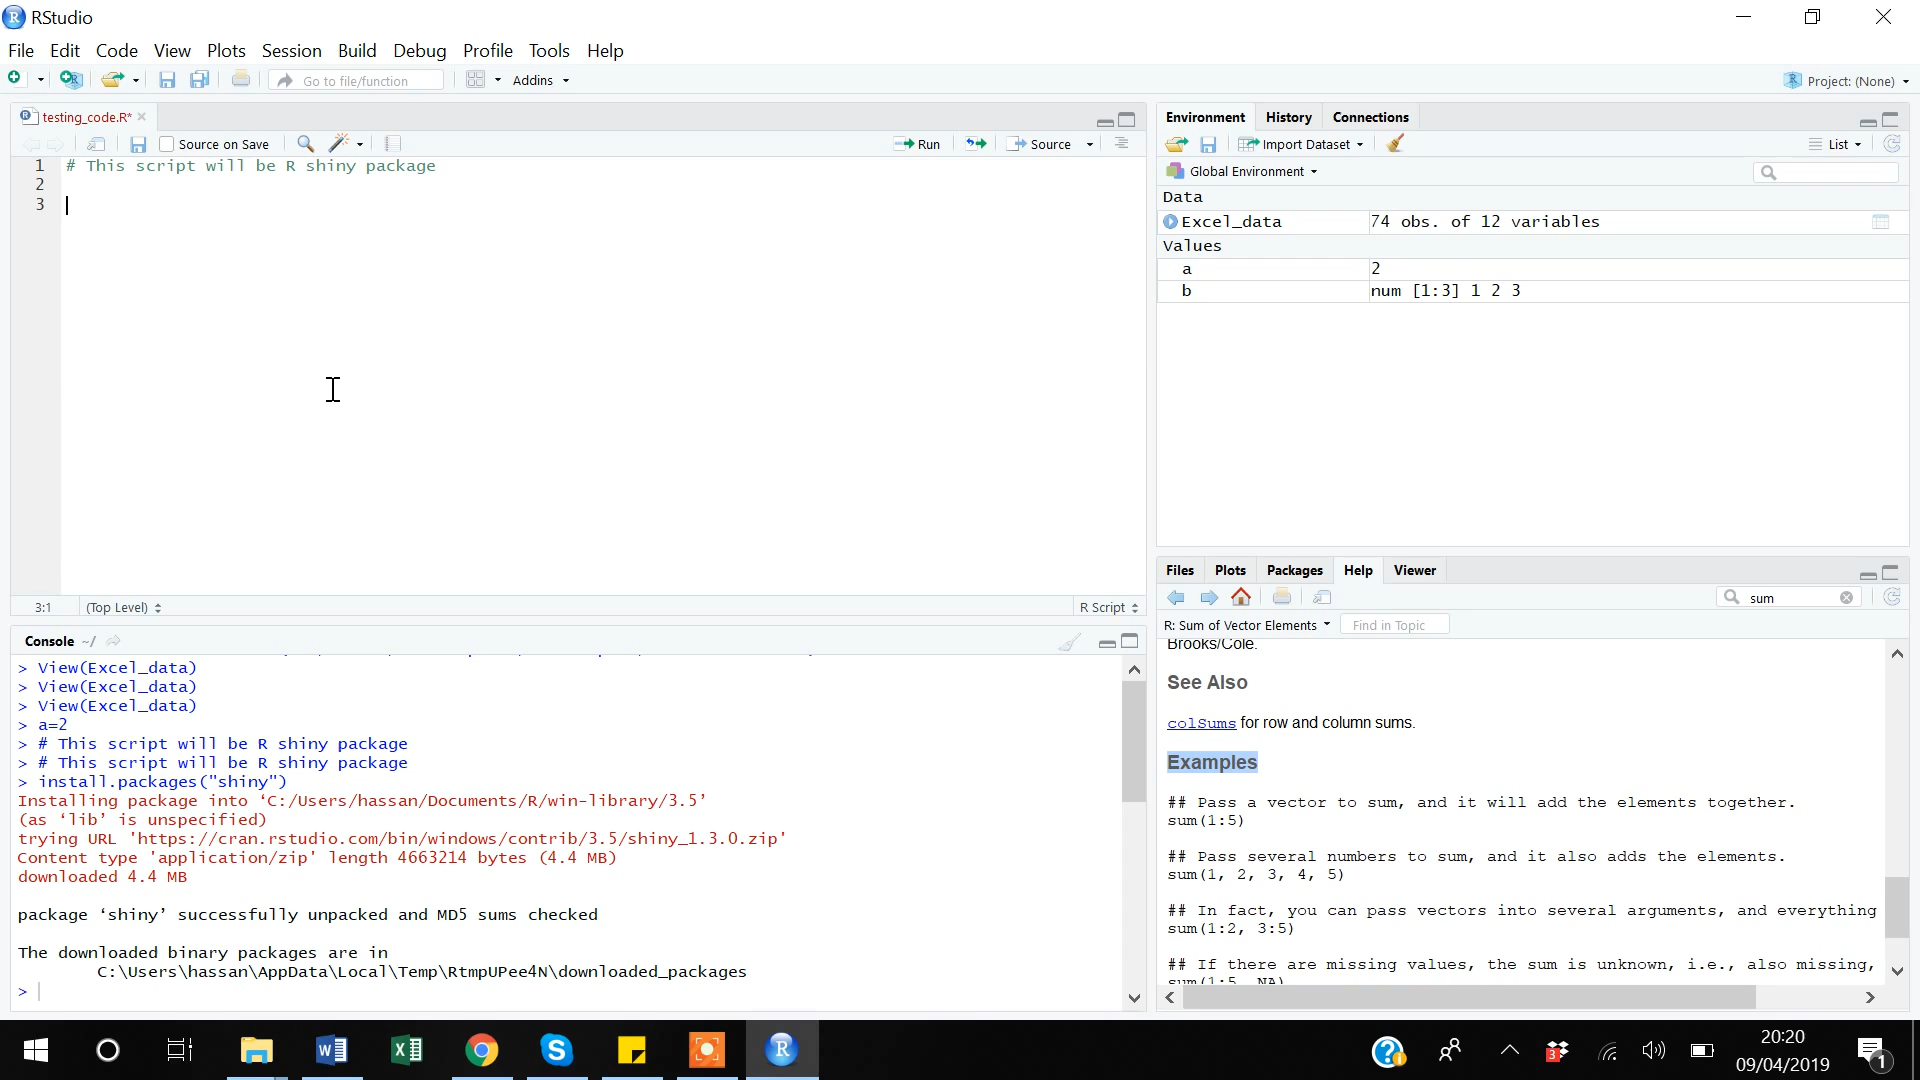 RStudio
File Edit Code View Plots Session Build Debug Profile Tools Help
Go to file/function Addins Project: (None)
testing_code.R*
Source on Save Run Source
1 # This script will be R shiny package
2
3
3:1 (Top Level) R Script
Console ~/
> View(Excel_data)
> View(Excel_data)
> View(Excel_data)
> a=2
> # This script will be R shiny package
> # This script will be R shiny package
> install.packages("shiny")
Installing package into ‘C:/Users/hassan/Documents/R/win-library/3.5’
(as ‘lib’ is unspecified)
trying URL 'https://cran.rstudio.com/bin/windows/contrib/3.5/shiny_1.3.0.zip'
Content type 'application/zip' length 4663214 bytes (4.4 MB)
downloaded 4.4 MB
package ‘shiny’ successfully unpacked and MD5 sums checked
The downloaded binary packages are in
C:\Users\hassan\AppData\Local\Temp\RtmpUPee4N\downloaded_packages
>
Environment History Connections
Import Dataset List
Global Environment
Data
Excel_data 74 obs. of 12 variables
Values
a 2
b num [1:3] 1 2 3
Files Plots Packages Help Viewer
sum
R: Sum of Vector Elements Find in Topic
Brooks/Cole.
See Also
colSums for row and column sums.
Examples
## Pass a vector to sum, and it will add the elements together.
sum(1:5)
## Pass several numbers to sum, and it also adds the elements.
sum(1, 2, 3, 4, 5)
## In fact, you can pass vectors into several arguments, and everything
sum(1:2, 3:5)
## If there are missing values, the sum is unknown, i.e., also missing,
sum(1:5, NA)
3
20:20
09/04/2019
1